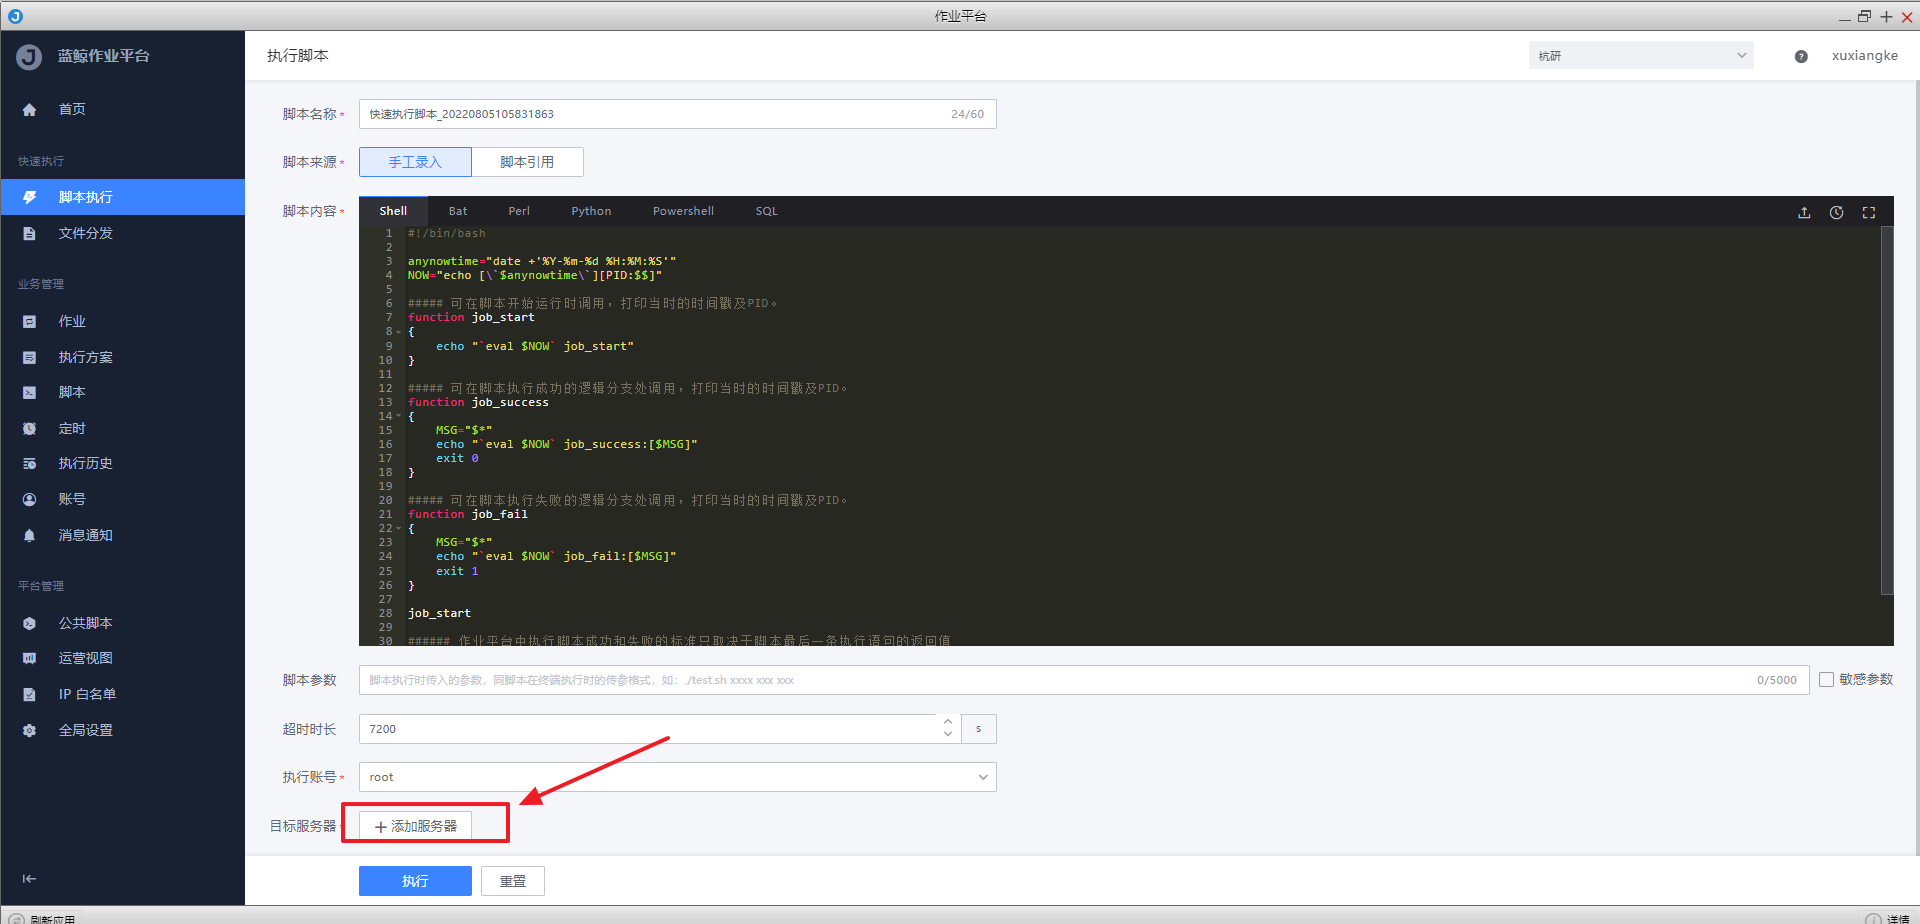 作业平台
蓝鲸作业平台
首页
快速执行
脚本执行
文件分发
业务管理
作业
执行方案
脚本
定时
执行历史
账号
消息通知
平台管理
公共脚本
运营视图
IP 白名单
全局设置
执行脚本
杭研
xuxiangke
脚本名称*
快速执行脚本_20220805105831863
24/60
脚本来源*
手工录入
脚本引用
脚本内容*
Shell Bat Perl Python Powershell SQL
1 #!/bin/bash
2
3 anynowtime="date +'%Y-%m-%d %H:%M:%S'"
4 NOW="echo [\`$anynowtime\`][PID:$$]"
5
6 ##### 可在脚本开始运行时调用，打印当时的时间戳及PID。
7 function job_start
8 {
9     echo "`eval $NOW` job_start"
10 }
11
12 ##### 可在脚本执行成功的逻辑分支处调用，打印当时的时间戳及PID。
13 function job_success
14 {
15     MSG="$*"
16     echo "`eval $NOW` job_success:[$MSG]"
17     exit 0
18 }
19
20 ##### 可在脚本执行失败的逻辑分支处调用，打印当时的时间戳及PID。
21 function job_fail
22 {
23     MSG="$*"
24     echo "`eval $NOW` job_fail:[$MSG]"
25     exit 1
26 }
27
28 job_start
29
30 ###### 作业平台中执行脚本成功和失败的标准只取决于脚本最后一条执行语句的返回值
脚本参数
脚本执行时传入的参数，同脚本在终端执行时的传参格式，如：./test.sh xxxx xxx xxx
0/5000
敏感参数
超时时长
7200
s
执行账号*
root
目标服务器*
添加服务器
执行
重置
刷新应用
详情